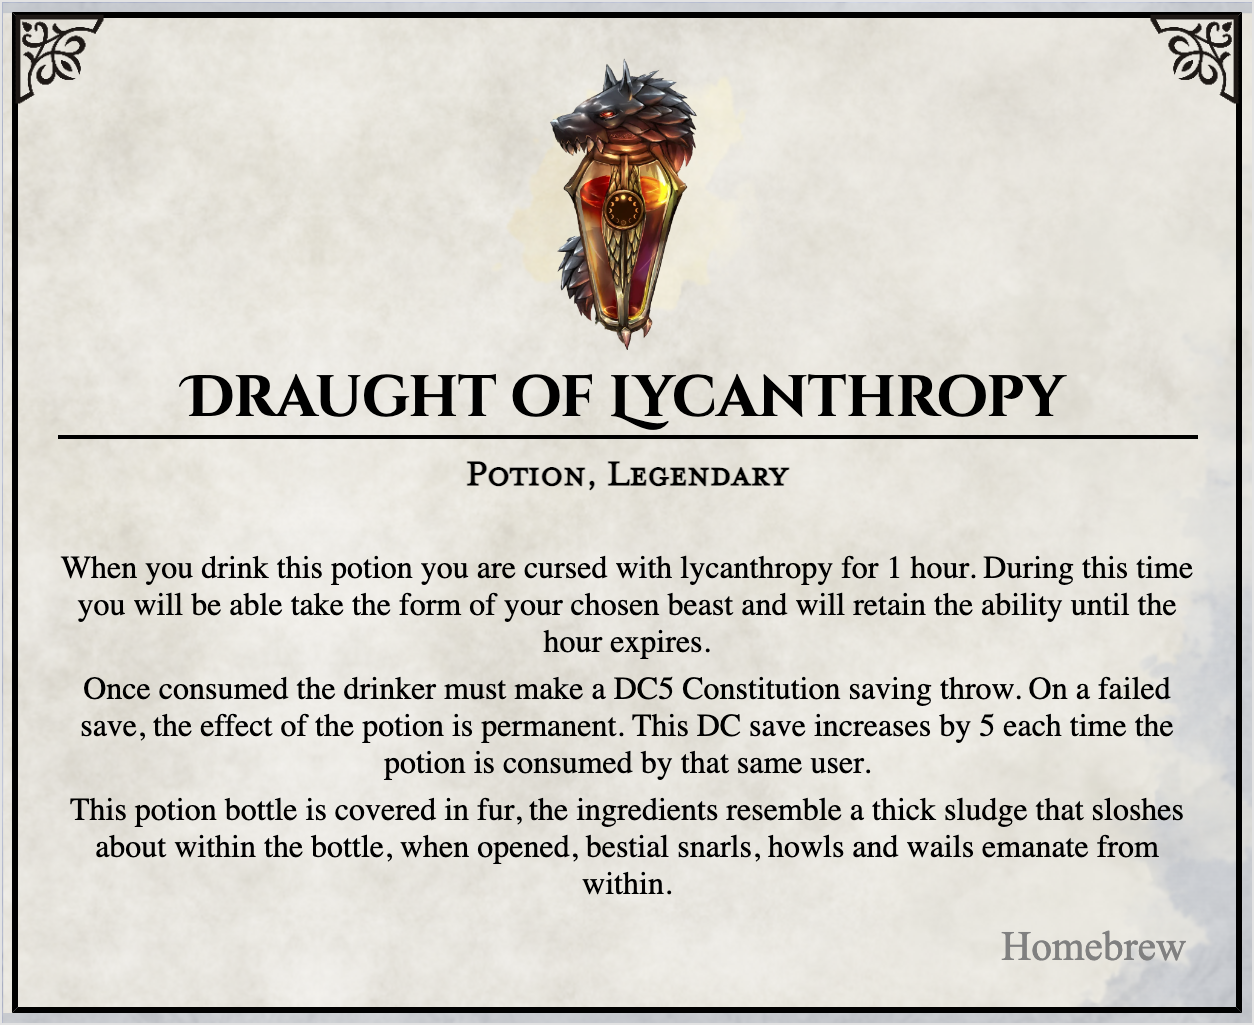 Draught of Lycanthropy
Potion, Legendary
When you drink this potion you are cursed with lycanthropy for 1 hour. During this time
you will be able take the form of your chosen beast and will retain the ability until the
hour expires.
Once consumed the drinker must make a DC5 Constitution saving throw. On a failed
save, the effect of the potion is permanent. This DC save increases by 5 each time the
potion is consumed by that same user.
This potion bottle is covered in fur, the ingredients resemble a thick sludge that sloshes
about within the bottle, when opened, bestial snarls, howls and wails emanate from
within.
Homebrew